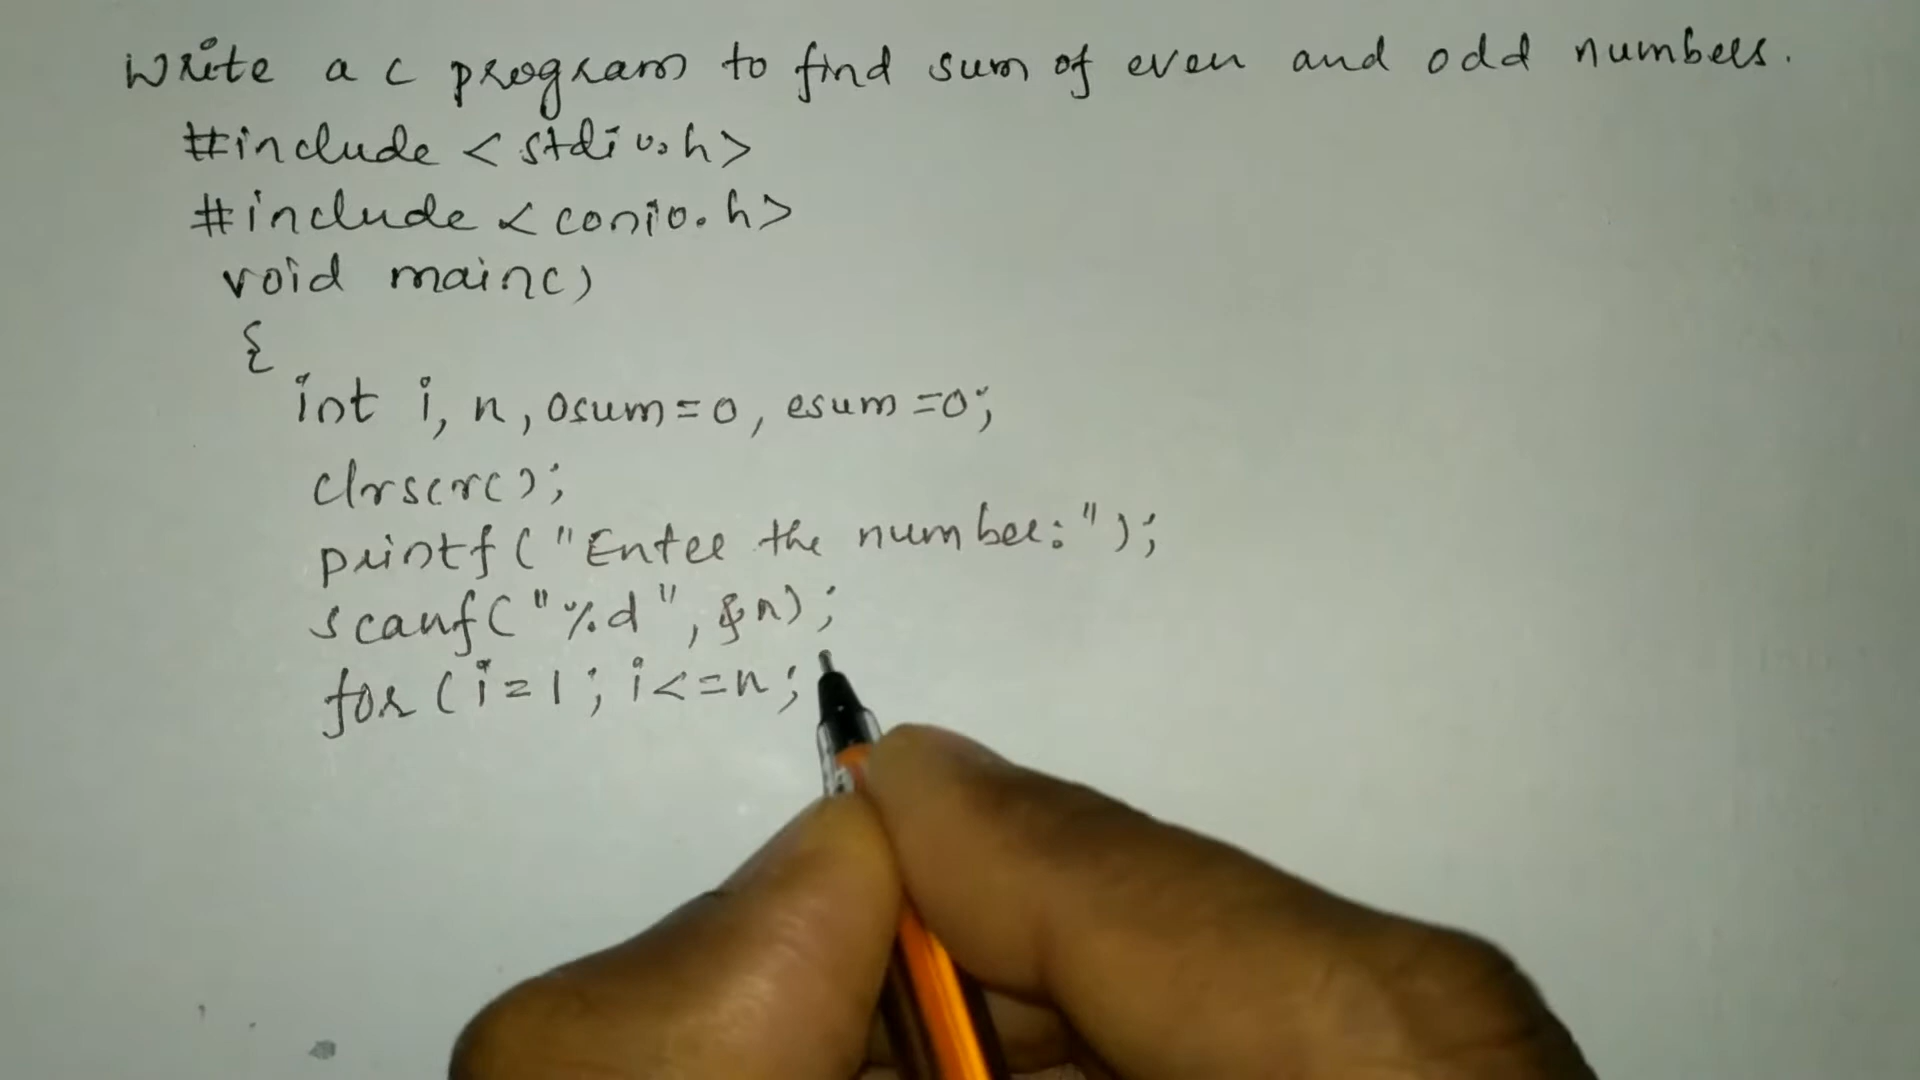 Write a c program to find sum of even and odd numbers.
#include <stdio.h>
#include <conio.h>
void main()
{
int i, n, osum=0, esum=0;
clrscr();
printf("Enter the number:");
scanf("%d", &n);
for (i=1; i<=n;